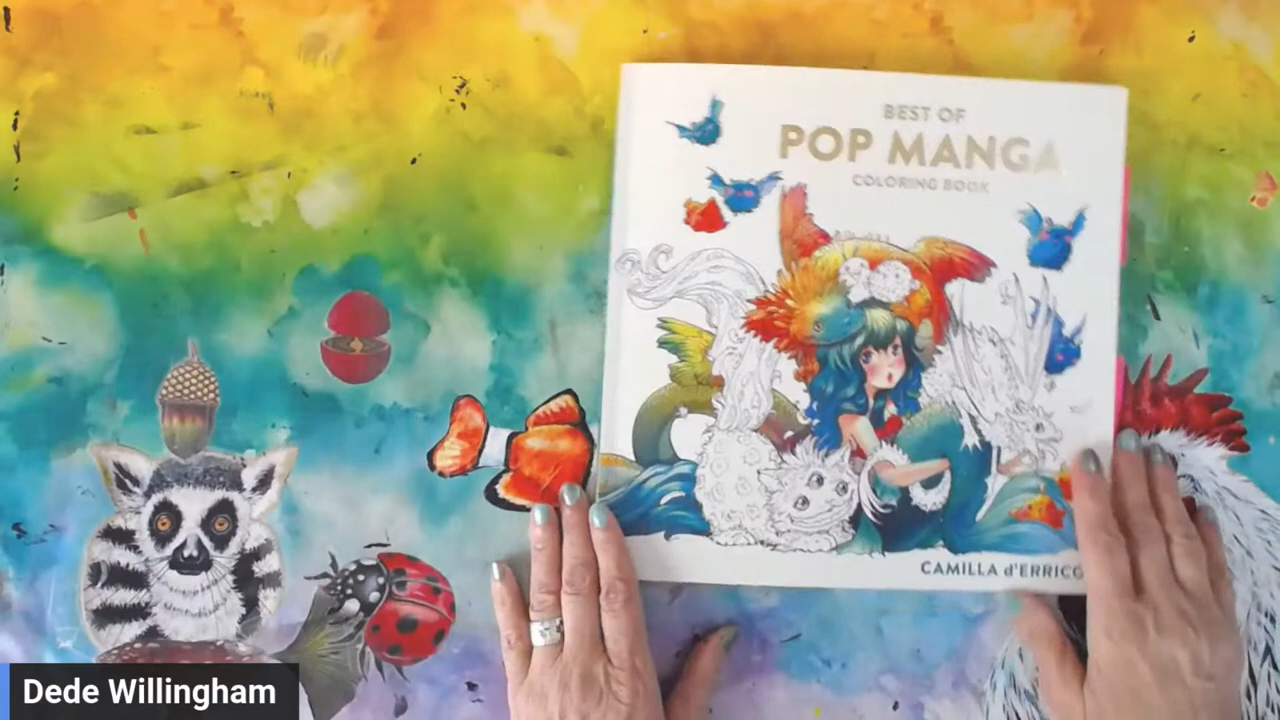 BEST OF
POP MANGA
COLORING BOOK
CAMILLA d'ERRICO
Dede Willingham